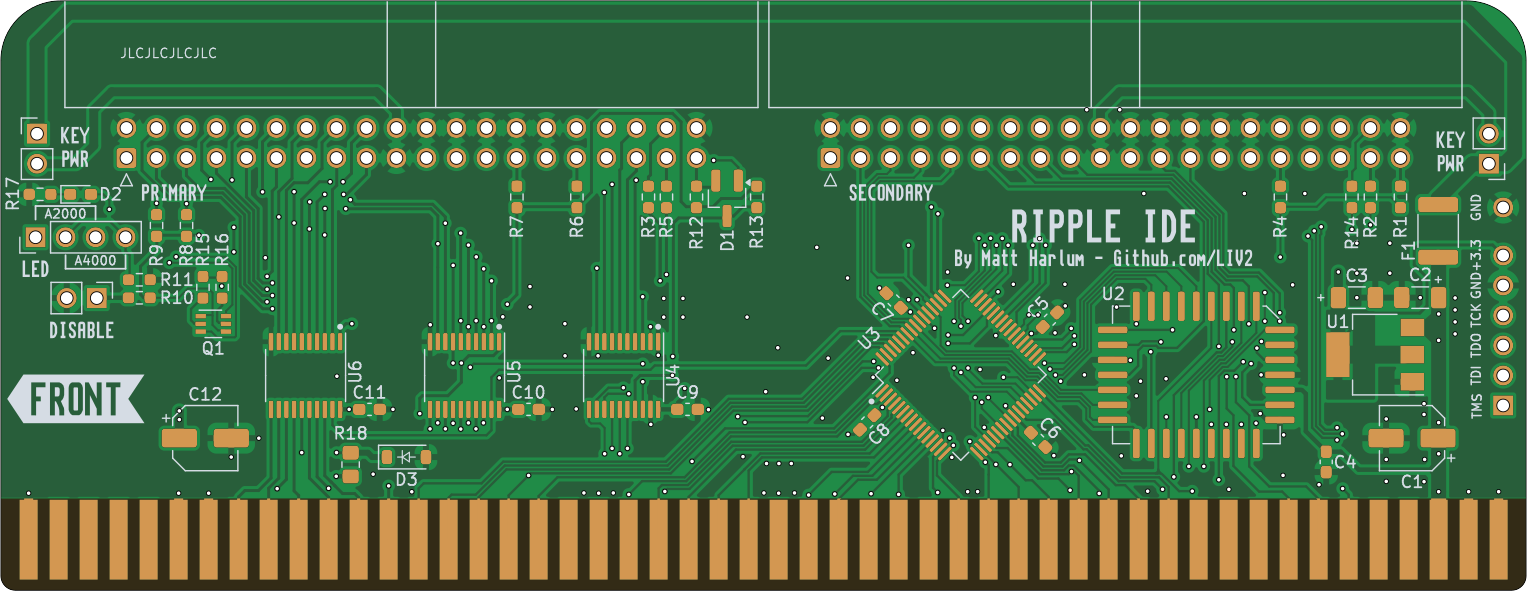 JLCJLCJLCJLC
KEY
PWR
KEY
PWR
R17
D2
PRIMARY
SECONDARY
A2000
R9
R8
R15
R16
R7
R6
R3
R5
R12
D1
R13
R4
R14
R2
R1
GND
RIPPLE IDE
By Matt Harlum - Github.com/LIV2
F1
LED
A4000
R11
R10
DISABLE
Q1
C7
C5
U2
C3
C2
+
+
U1
U3
U6
U5
U4
TMS TDI TDO TCK GND +3.3
FRONT
C12
+
C11
C10
C9
R18
D3
C8
C6
C4
C1
+